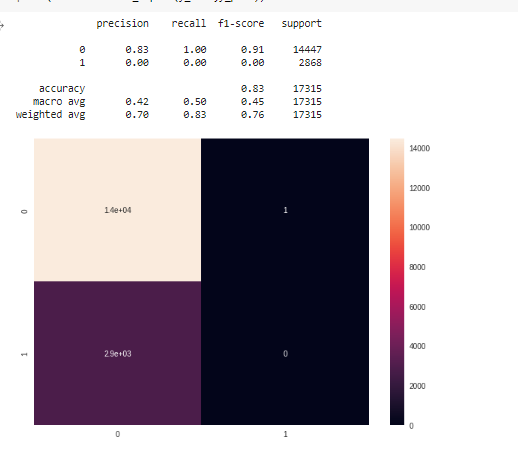 precision recall f1-score support
0 0.83 1.00 0.91 14447
1 0.00 0.00 0.00 2868
accuracy 0.83 17315
macro avg 0.42 0.50 0.45 17315
weighted avg 0.70 0.83 0.76 17315
14000
12000
10000
8000
6000
4000
2000
0
0 1.4e+04 1
1 2.9e+03 0
0 1